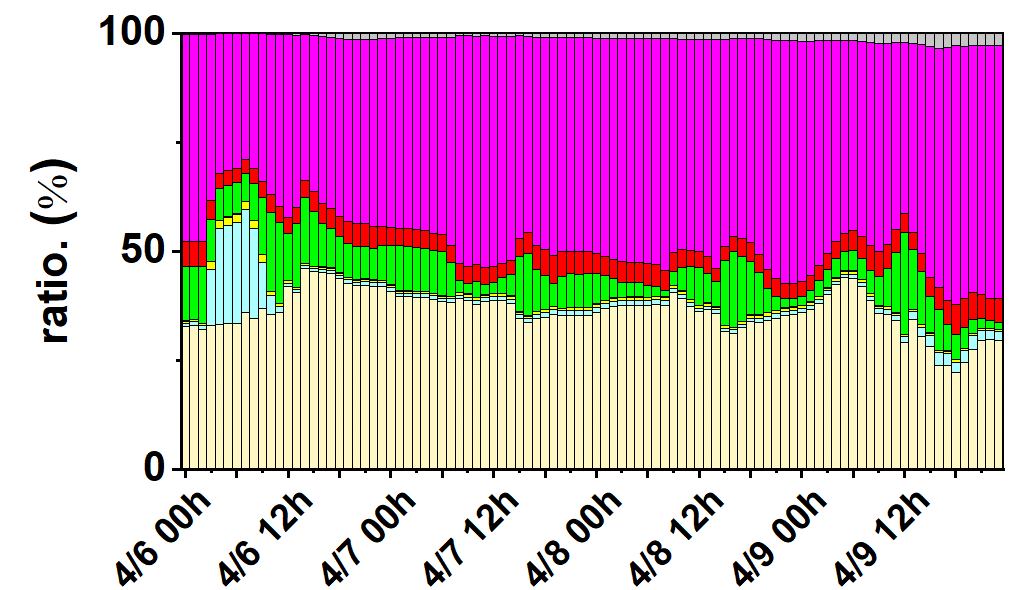 100
50
0
ratio. (%)
4/6 00h
4/6 12h
4/7 00h
4/7 12h
4/8 00h
4/8 12h
4/9 00h
4/9 12h